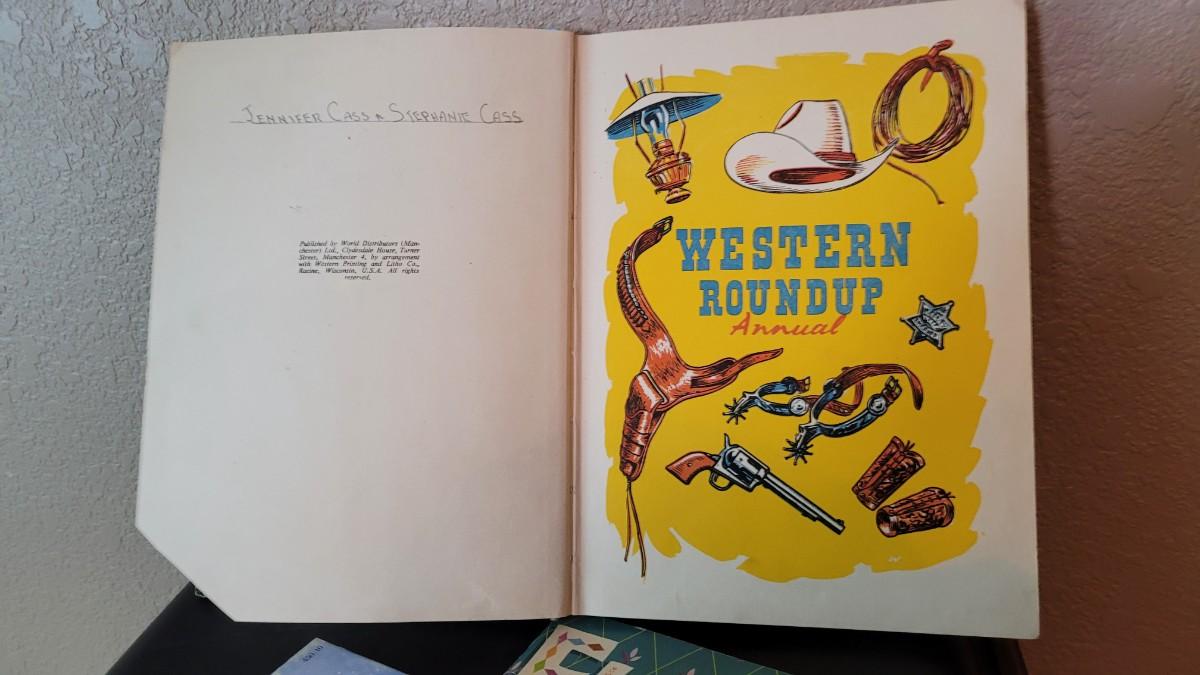 JENNIFER CASS & STEPHANIE CASS
Published by World Distributors (Man-
chester) Ltd., Clydesdale House, Turner
Street, Manchester 4, by arrangement
with Western Printing and Litho Co.,
Racine, Wisconsin, U.S.A. All rights
reserved.
WESTERN
ROUNDUP
Annual